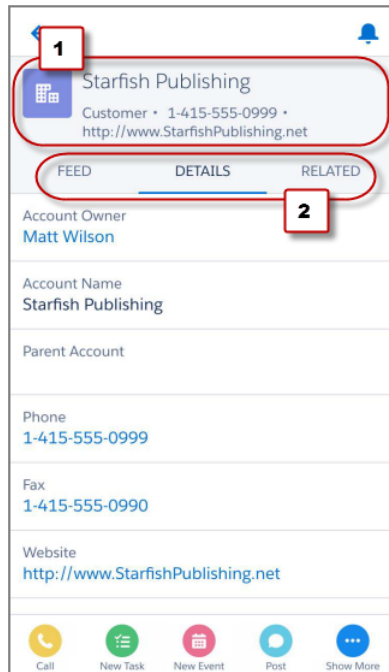 1
Starfish Publishing
Customer • 1-415-555-0999 •
http://www.StarfishPublishing.net
FEED DETAILS RELATED
2
Account Owner
Matt Wilson
Account Name
Starfish Publishing
Parent Account
Phone
1-415-555-0999
Fax
1-415-555-0990
Website
http://www.StarfishPublishing.net
Call New Task New Event Post Show More